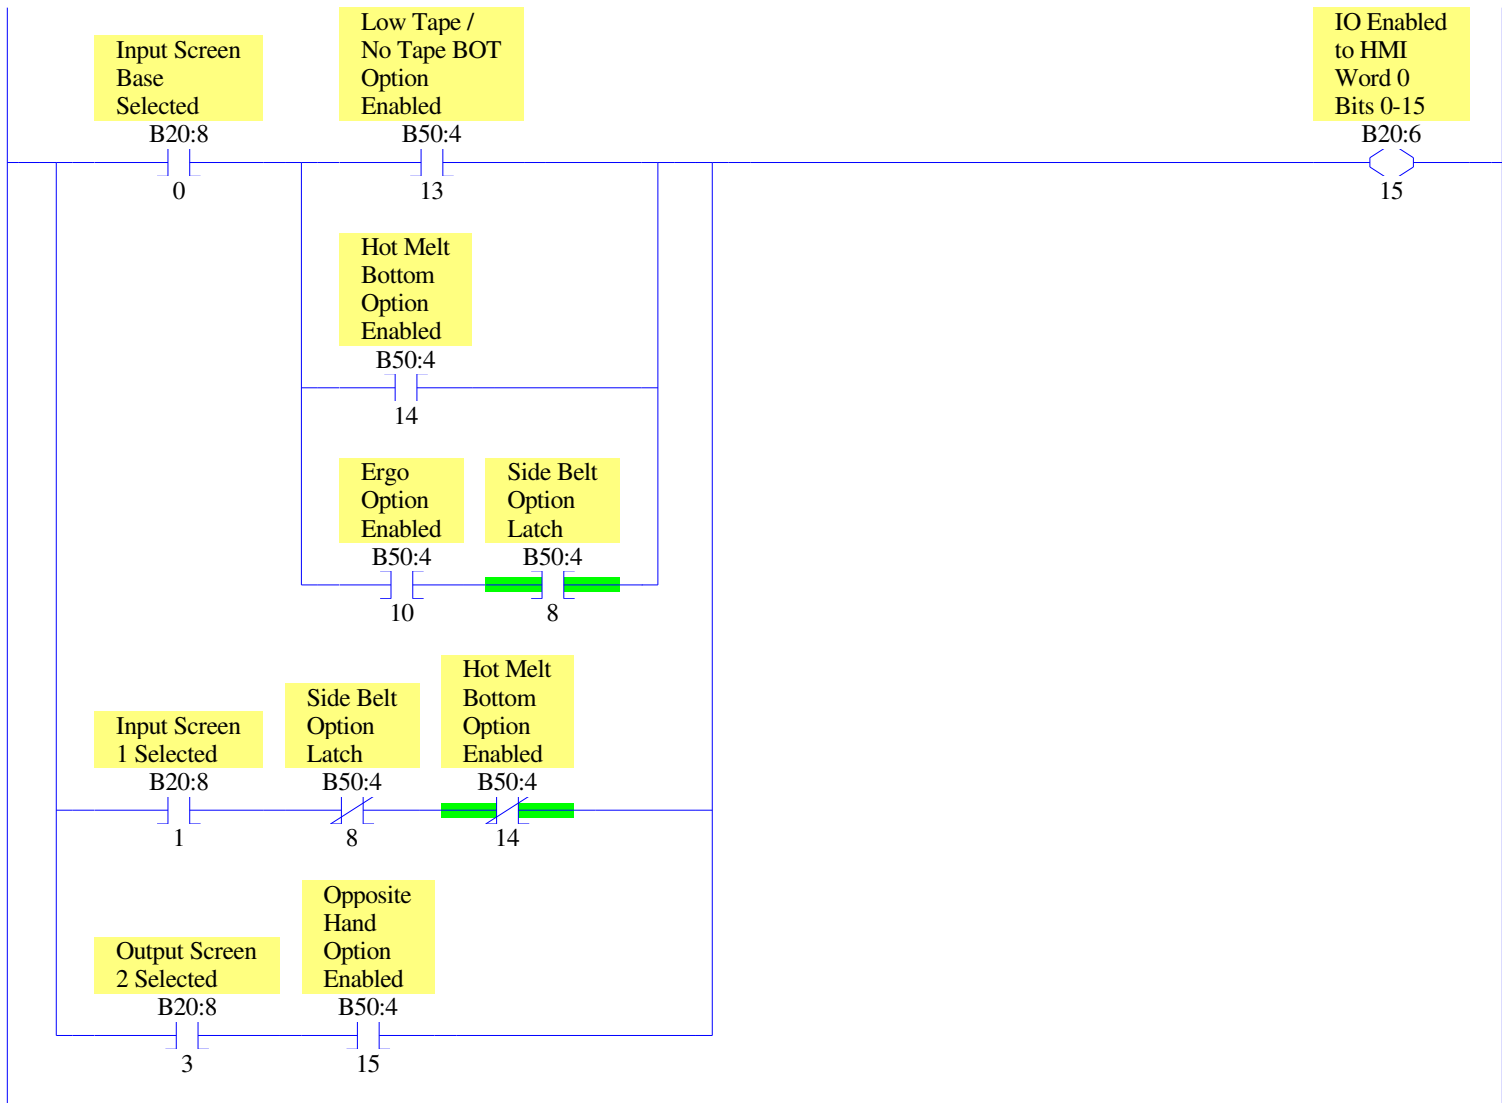 Input Screen
Base
Selected
B20:8
0
Low Tape /
No Tape BOT
Option
Enabled
B50:4
13
IO Enabled
to HMI
Word 0
Bits 0-15
B20:6
15
Hot Melt
Bottom
Option
Enabled
B50:4
14
Ergo
Option
Enabled
B50:4
10
Side Belt
Option
Latch
B50:4
8
Input Screen
1 Selected
B20:8
1
Side Belt
Option
Latch
B50:4
8
Hot Melt
Bottom
Option
Enabled
B50:4
14
Output Screen
2 Selected
B20:8
3
Opposite
Hand
Option
Enabled
B50:4
15